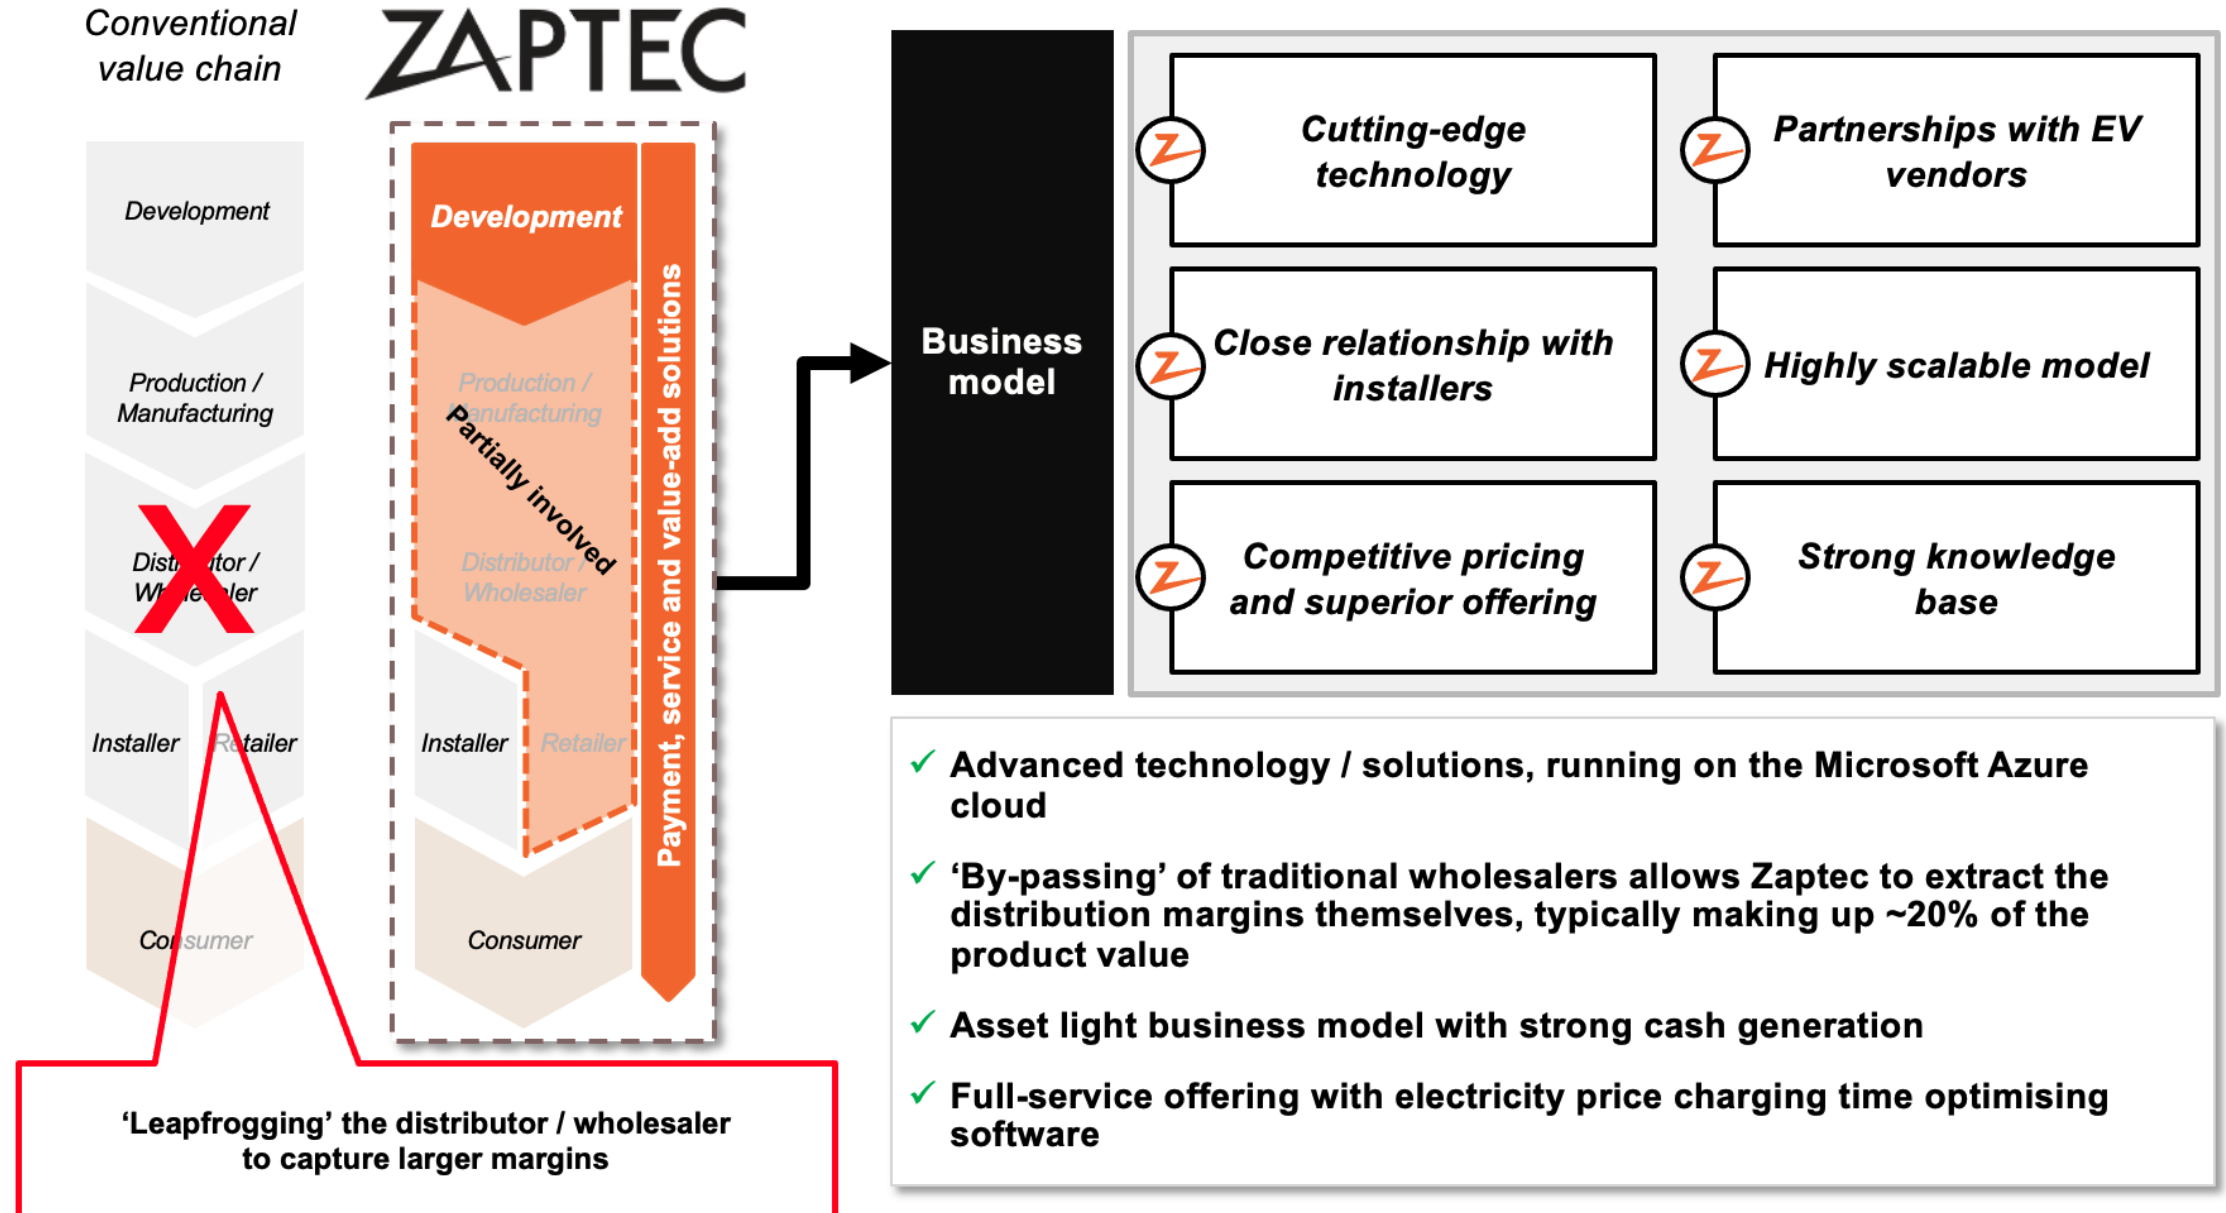 Conventional
value chain
ZAPTEC
Development
Production /
Manufacturing
Distributor /
Wholesaler
Installer
Retailer
Consumer
Development
Production /
Manufacturing
Partially involved
Distributor /
Wholesaler
Installer
Retailer
Consumer
Payment, service and value-add solutions
‘Leapfrogging’ the distributor / wholesaler
to capture larger margins
Business
model
Cutting-edge
technology
Partnerships with EV
vendors
Close relationship with
installers
Highly scalable model
Competitive pricing
and superior offering
Strong knowledge
base
✓ Advanced technology / solutions, running on the Microsoft Azure
cloud
✓ ‘By-passing’ of traditional wholesalers allows Zaptec to extract the
distribution margins themselves, typically making up ~20% of the
product value
✓ Asset light business model with strong cash generation
✓ Full-service offering with electricity price charging time optimising
software